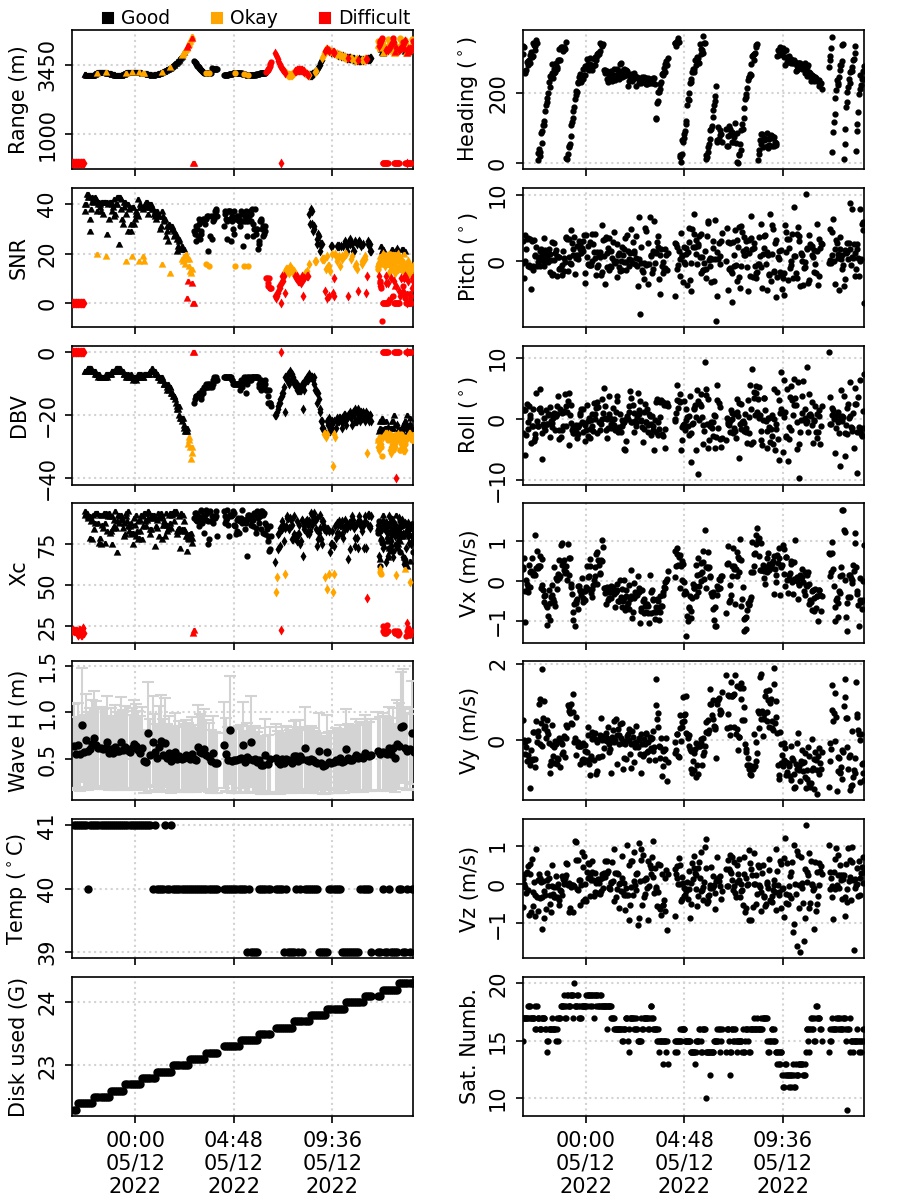 Good Okay Difficult
Range (m)
3450
1000
Heading (°)
200
0
SNR
40
20
0
Pitch (°)
10
0
DBV
0
−20
−40
Roll (°)
10
0
−10
Xc
75
50
25
Vx (m/s)
1
0
−1
Wave H (m)
1.5
1.0
0.5
Vy (m/s)
2
0
Temp (°C)
41
40
39
Vz (m/s)
1
0
−1
Disk used (G)
24
23
Sat. Numb.
20
15
10
00:00 04:48 09:36
05/12 05/12 05/12
2022 2022 2022
00:00 04:48 09:36
05/12 05/12 05/12
2022 2022 2022